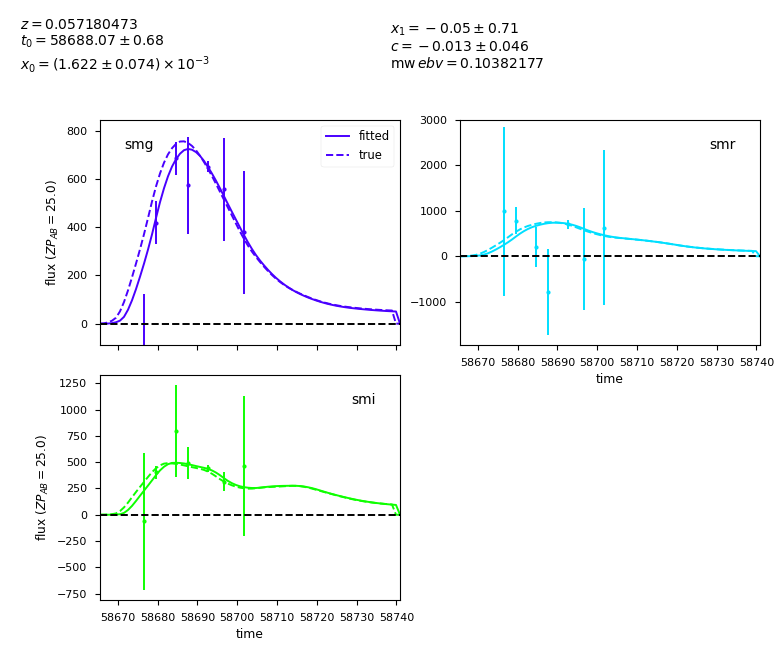 z = 0.057180473
t₀ = 58688.07 ± 0.68
x₀ = (1.622 ± 0.074) × 10⁻³
x₁ = −0.05 ± 0.71
c = −0.013 ± 0.046
mw ebv = 0.10382177
smg
fitted
true
800
600
400
200
0
flux (ZP_AB = 25.0)
smr
3000
2000
1000
0
−1000
58670 58680 58690 58700 58710 58720 58730 58740
time
smi
1250
1000
750
500
250
0
−250
−500
−750
flux (ZP_AB = 25.0)
58670 58680 58690 58700 58710 58720 58730 58740
time